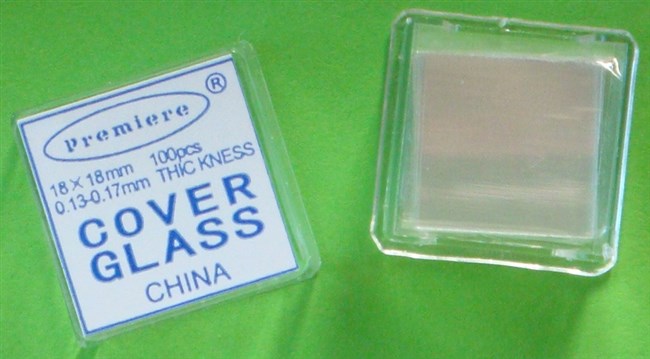 Premiere ®
18 X 18mm 100pcs
0.13-0.17mm THIC KNESS
COVER
GLASS
CHINA